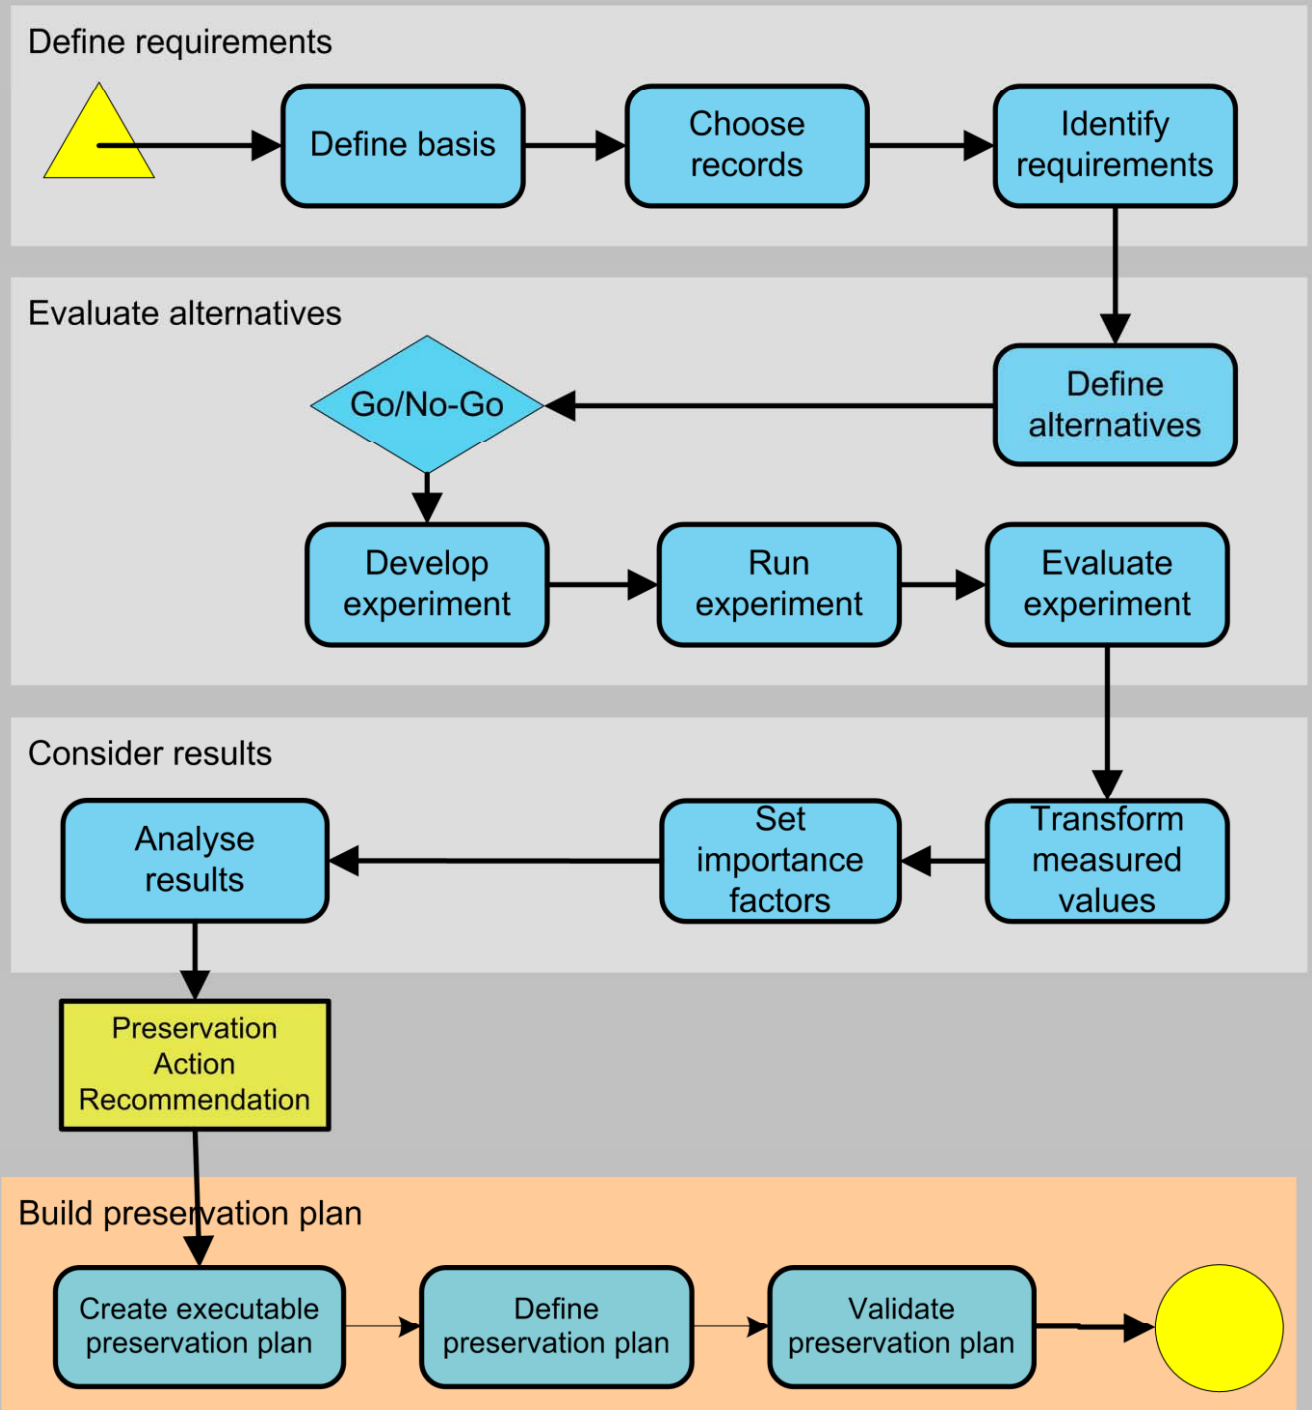 Define requirements
Define basis
Choose
records
Identify
requirements
Evaluate alternatives
Define
alternatives
Go/No-Go
Develop
experiment
Run
experiment
Evaluate
experiment
Consider results
Transform
measured
values
Set
importance
factors
Analyse
results
Preservation
Action
Recommendation
Build preservation plan
Create executable
preservation plan
Define
preservation plan
Validate
preservation plan